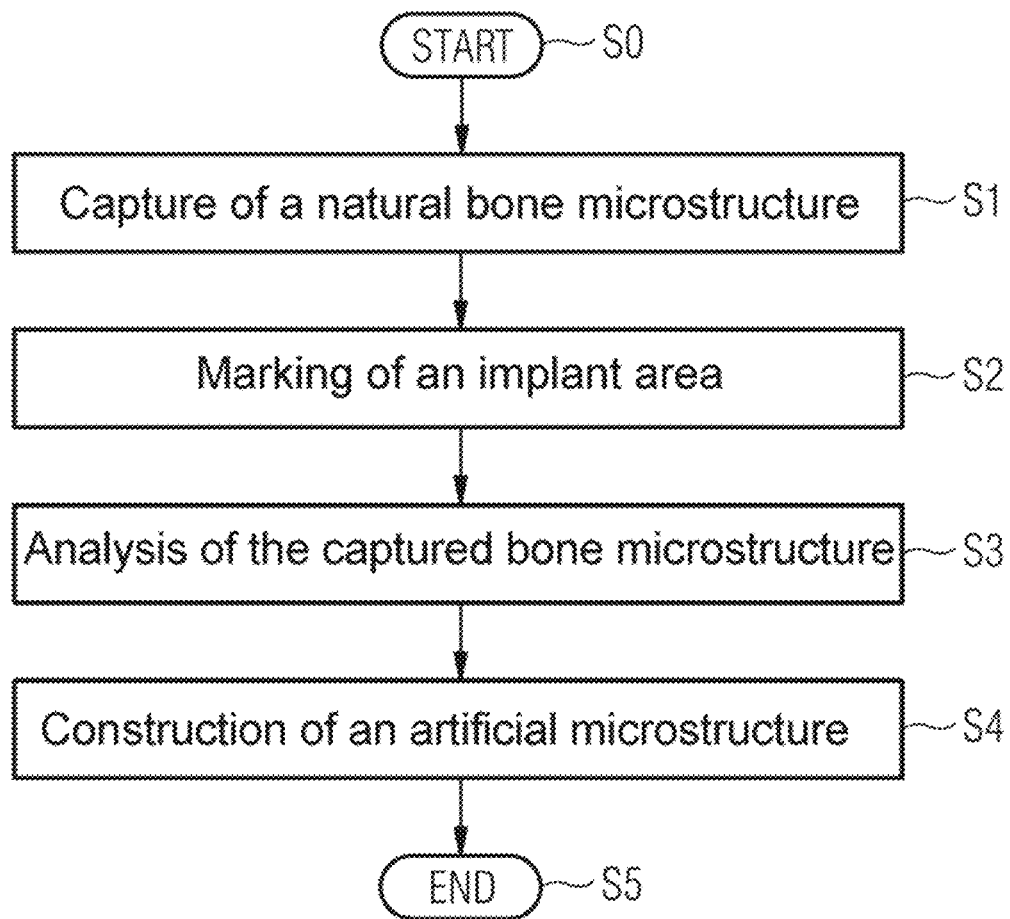 START S0
Capture of a natural bone microstructure S1
Marking of an implant area S2
Analysis of the captured bone microstructure S3
Construction of an artificial microstructure S4
END S5